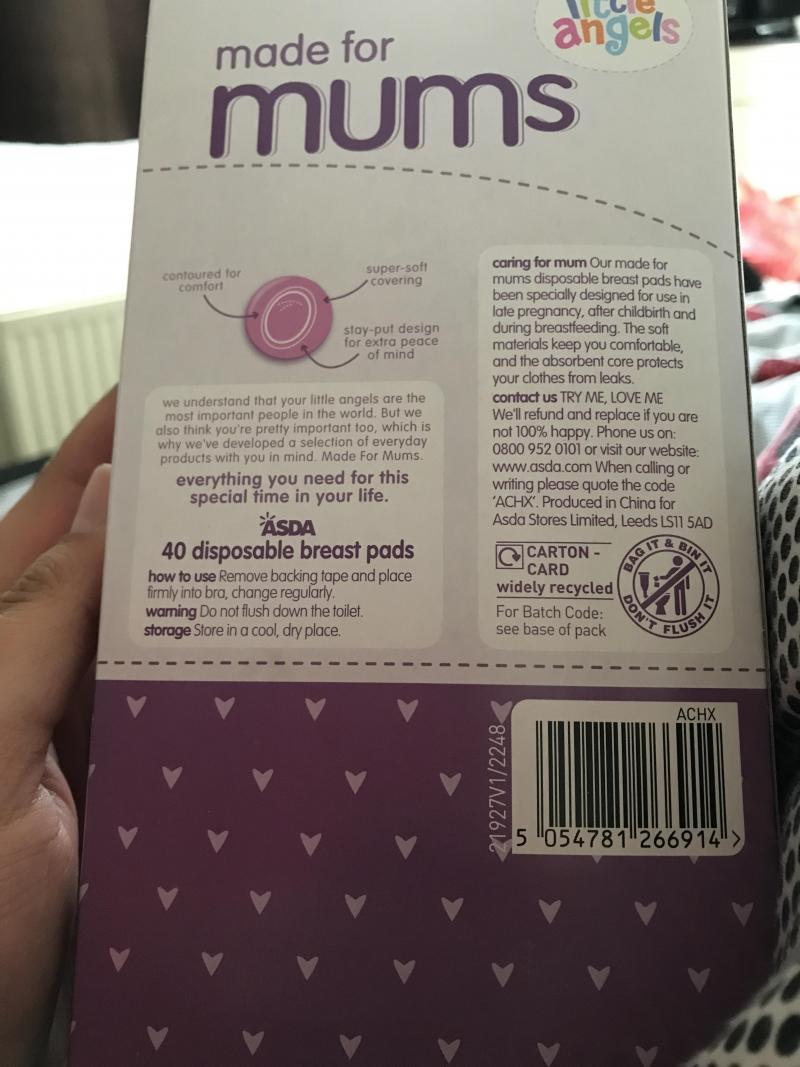 little
angels
made for
mums
contoured for
comfort
super-soft
covering
stay-put design
for extra peace
of mind
we understand that your little angels are the
most important people in the world. But we
also think you're pretty important too, which is
why we've developed a selection of everyday
products with you in mind. Made For Mums.
everything you need for this
special time in your life.
ASDA
40 disposable breast pads
how to use Remove backing tape and place
firmly into bra, change regularly.
warning Do not flush down the toilet.
storage Store in a cool, dry place.
caring for mum Our made for
mums disposable breast pads have
been specially designed for use in
late pregnancy, after childbirth and
during breastfeeding. The soft
materials keep you comfortable,
and the absorbent core protects
your clothes from leaks.
contact us TRY ME, LOVE ME
We'll refund and replace if you are
not 100% happy. Phone us on:
0800 952 0101 or visit our website:
www.asda.com When calling or
writing please quote the code
'ACHX'. Produced in China for
Asda Stores Limited, Leeds LS11 5AD
CARTON -
CARD
widely recycled
For Batch Code:
see base of pack
BAG IT & BIN IT
DON'T FLUSH IT
ACHX
21927V1/2248
5 054781 266914 >